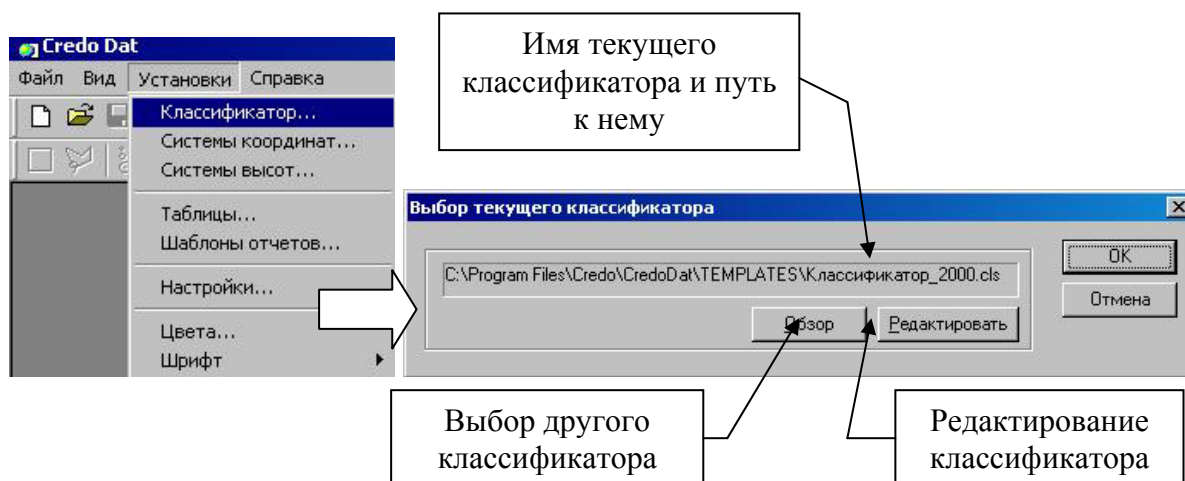 Имя текущего
классификатора и путь
к нему
Credo Dat
Файл Вид Установки Справка
Классификатор...
Системы координат...
Системы высот...
Таблицы...
Шаблоны отчетов...
Настройки...
Цвета...
Шрифт
Выбор текущего классификатора
C:\Program Files\Credo\CredoDat\TEMPLATES\Классификатор_2000.cls
OK
Отмена
Обзор
Редактировать
Выбор другого
классификатора
Редактирование
классификатора